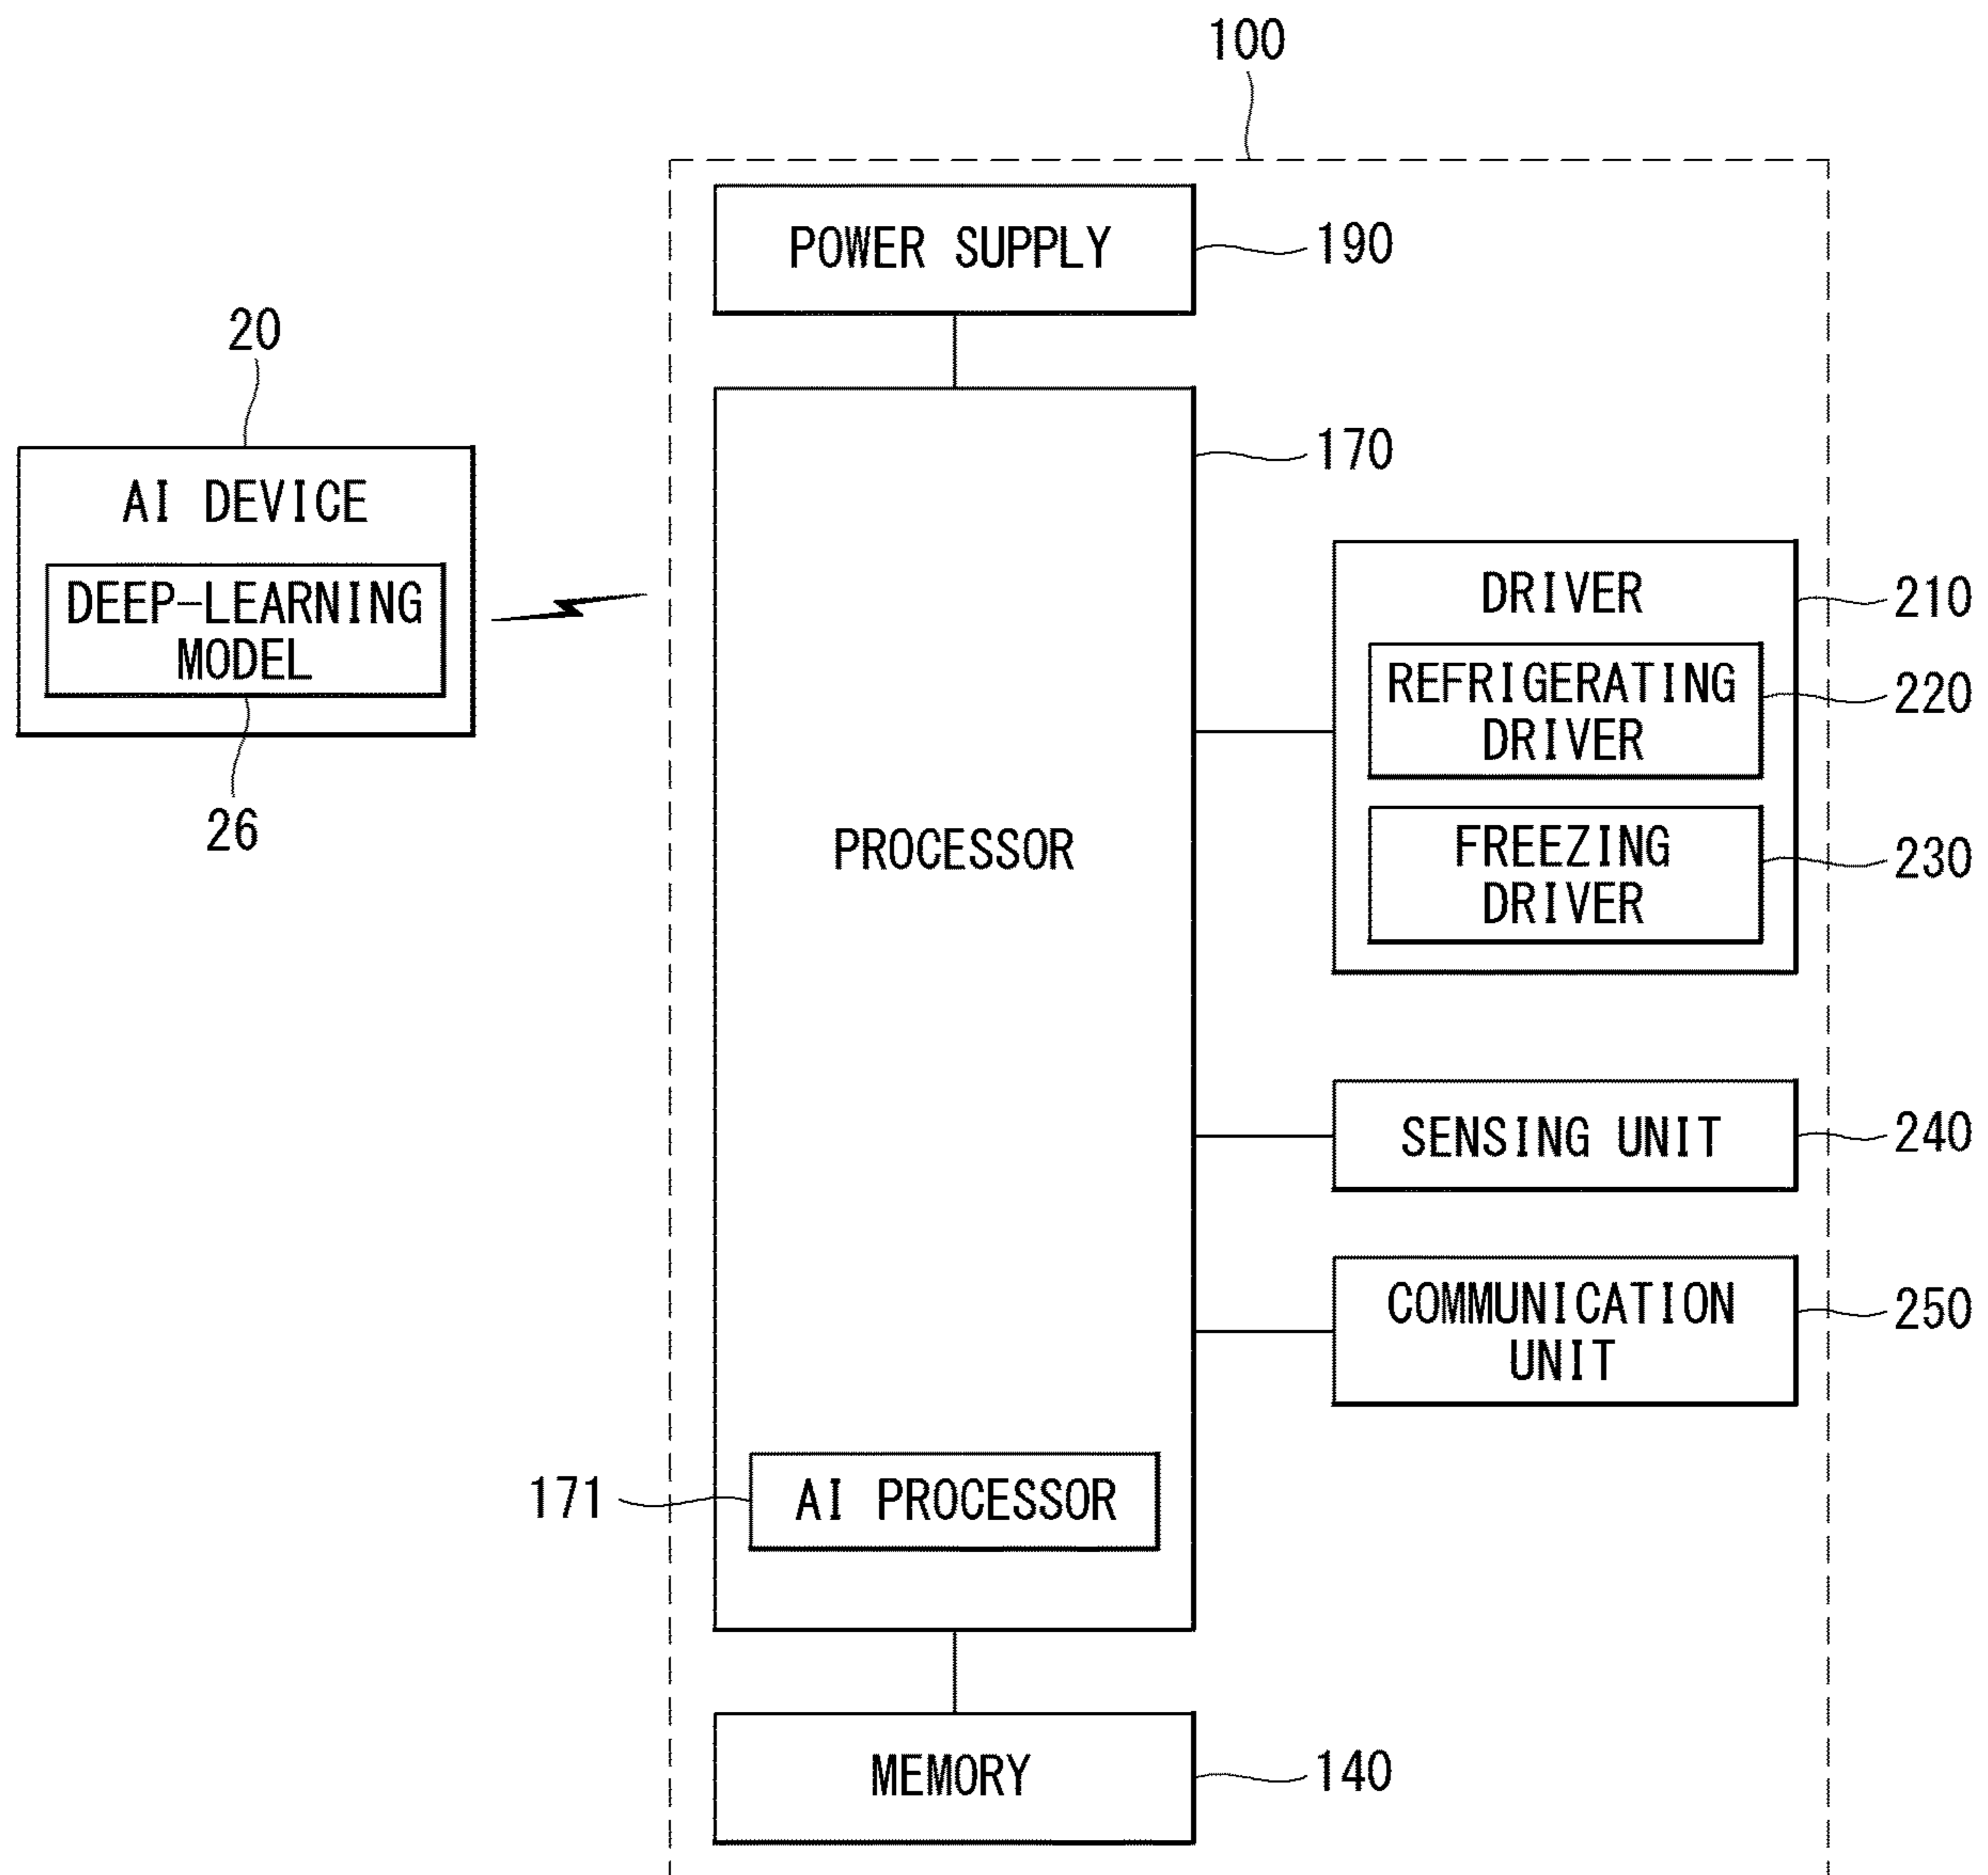 100
POWER SUPPLY
190
20
AI DEVICE
DEEP-LEARNING
MODEL
26
170
PROCESSOR
DRIVER
210
REFRIGERATING
DRIVER
220
FREEZING
DRIVER
230
SENSING UNIT
240
COMMUNICATION
UNIT
250
171
AI PROCESSOR
MEMORY
140